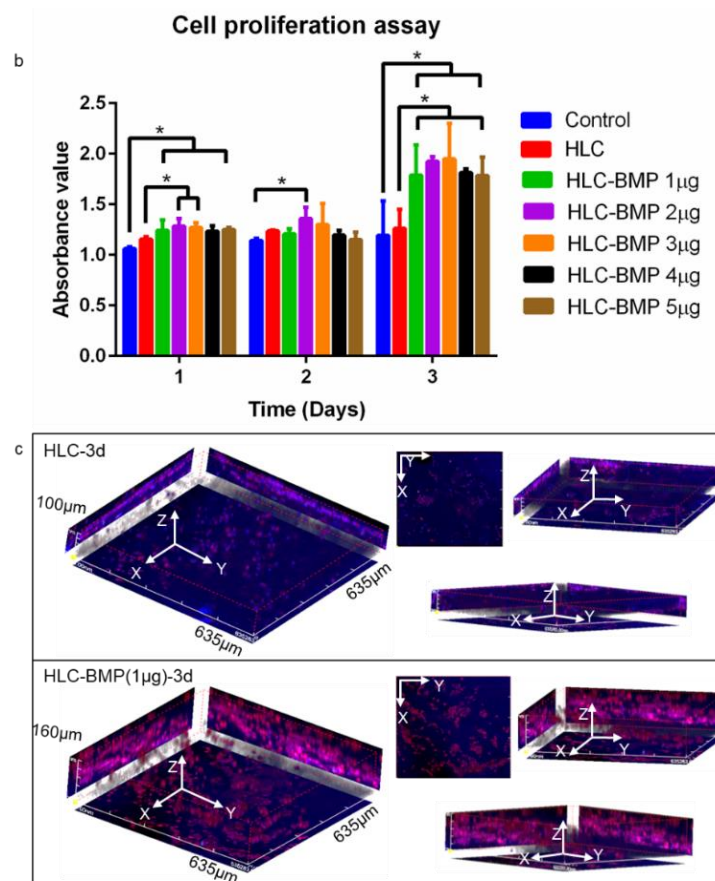 Cell proliferation assay
b
Absorbance value
2.5
2.0
1.5
1.0
0.5
0.0
*
*
*
*
*
1
2
3
Time (Days)
Control
HLC
HLC-BMP 1μg
HLC-BMP 2μg
HLC-BMP 3μg
HLC-BMP 4μg
HLC-BMP 5μg
c
HLC-3d
100μm
Z
X
Y
635μm
635μm
Y
X
Z
X
Y
Z
X
Y
HLC-BMP(1μg)-3d
160μm
Z
X
Y
635μm
635μm
Y
X
Z
X
Y
Z
X
Y